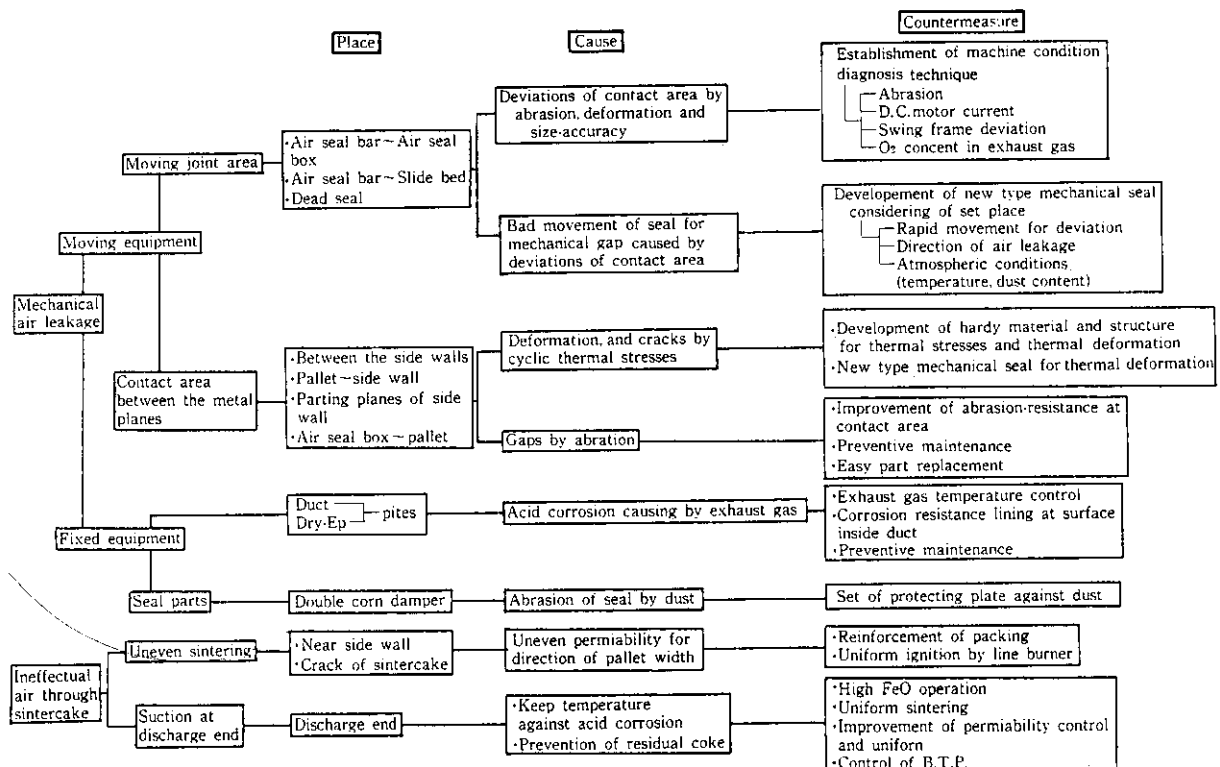 Place
Cause
Countermeasure
Mechanical
air leakage
Moving equipment
Moving joint area
·Air seal bar~Air seal
box
·Air seal bar~Slide bed
·Dead seal
Deviations of contact area by
abrasion, deformation and
size-accuracy
Establishment of machine condition
diagnosis technique
Abrasion
D.C.motor current
Swing frame deviation
O₂ concent in exhaust gas
Bad movement of seal for
mechanical gap caused by
deviations of contact area
Developement of new type mechanical seal
considering of set place
Rapid movement for deviation
Direction of air leakage
Atmospheric conditions
(temperature, dust content)
Contact area
between the metal
planes
·Between the side walls
·Pallet~side wall
·Parting planes of side
wall
·Air seal box~pallet
Deformation, and cracks by
cyclic thermal stresses
·Development of hardy material and structure
for thermal stresses and thermal deformation
·New type mechanical seal for thermal deformation
Gaps by abration
·Improvement of abrasion-resistance at
contact area
·Preventive maintenance
·Easy part replacement
Fixed equipment
Duct
Dry-Ep
pites
Acid corrosion causing by exhaust gas
·Exhaust gas temperature control
·Corrosion resistance lining at surface
inside duct
·Preventive maintenance
Seal parts
Double corn damper
Abrasion of seal by dust
Set of protecting plate against dust
Ineffectual
air through
sintercake
Uneven sintering
·Near side wall
·Crack of sintercake
Uneven permiability for
direction of pallet width
·Reinforcement of packing
·Uniform ignition by line burner
Suction at
discharge end
Discharge end
·Keep temperature
against acid corrosion
·Prevention of residual coke
·High FeO operation
·Uniform sintering
·Improvement of permiability control
and uniforn
·Control of B.T.P.